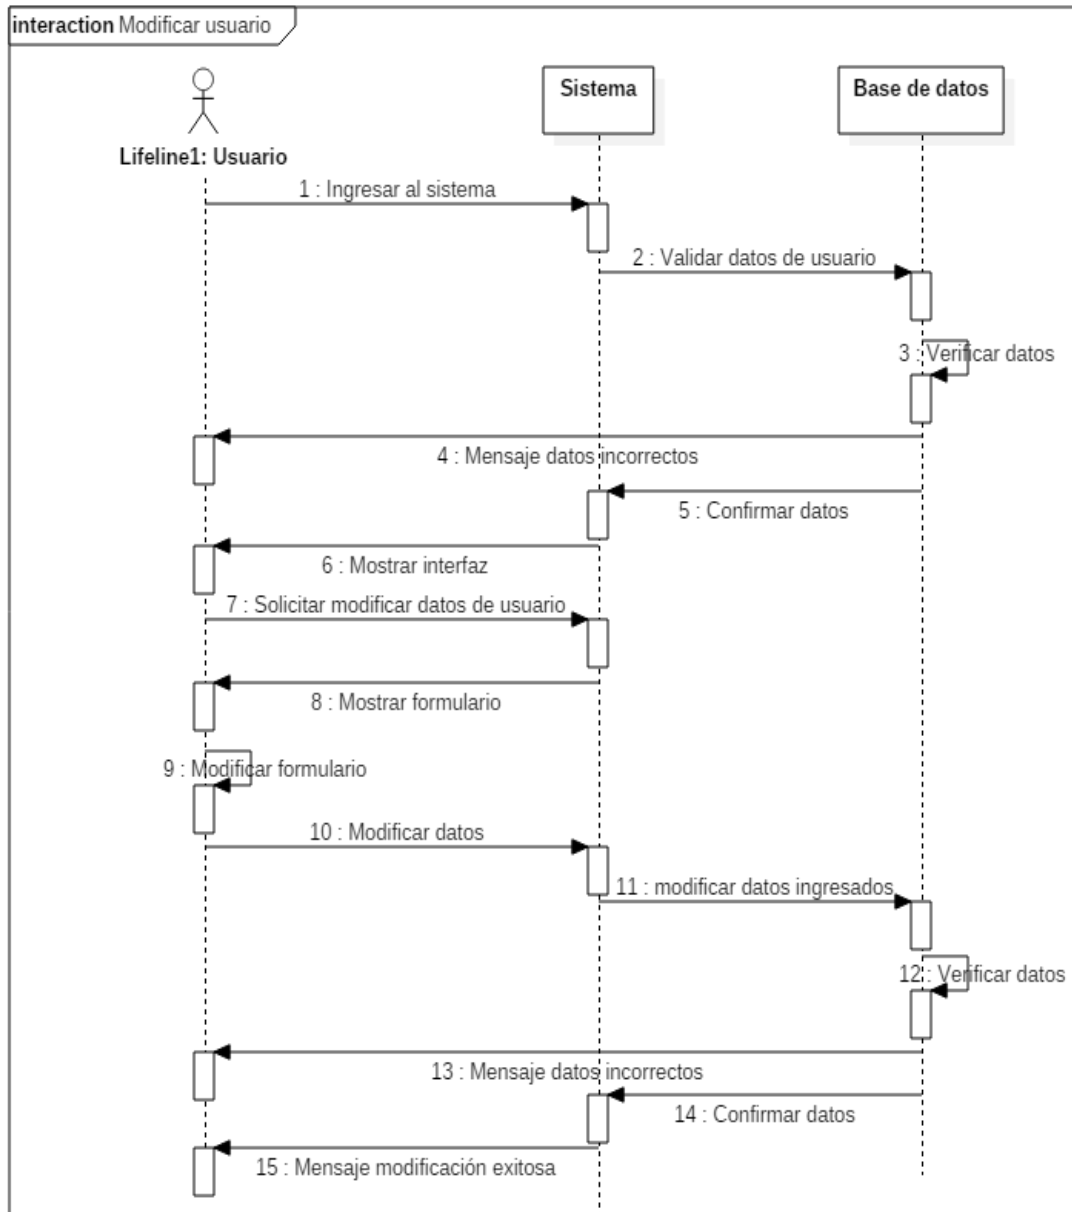 interaction Modificar usuario
Sistema
Base de datos
Lifeline1: Usuario
1 : Ingresar al sistema
2 : Validar datos de usuario
3 : Verificar datos
4 : Mensaje datos incorrectos
5 : Confirmar datos
6 : Mostrar interfaz
7 : Solicitar modificar datos de usuario
8 : Mostrar formulario
9 : Modificar formulario
10 : Modificar datos
11 : modificar datos ingresados
12 : Verificar datos
13 : Mensaje datos incorrectos
14 : Confirmar datos
15 : Mensaje modificación exitosa